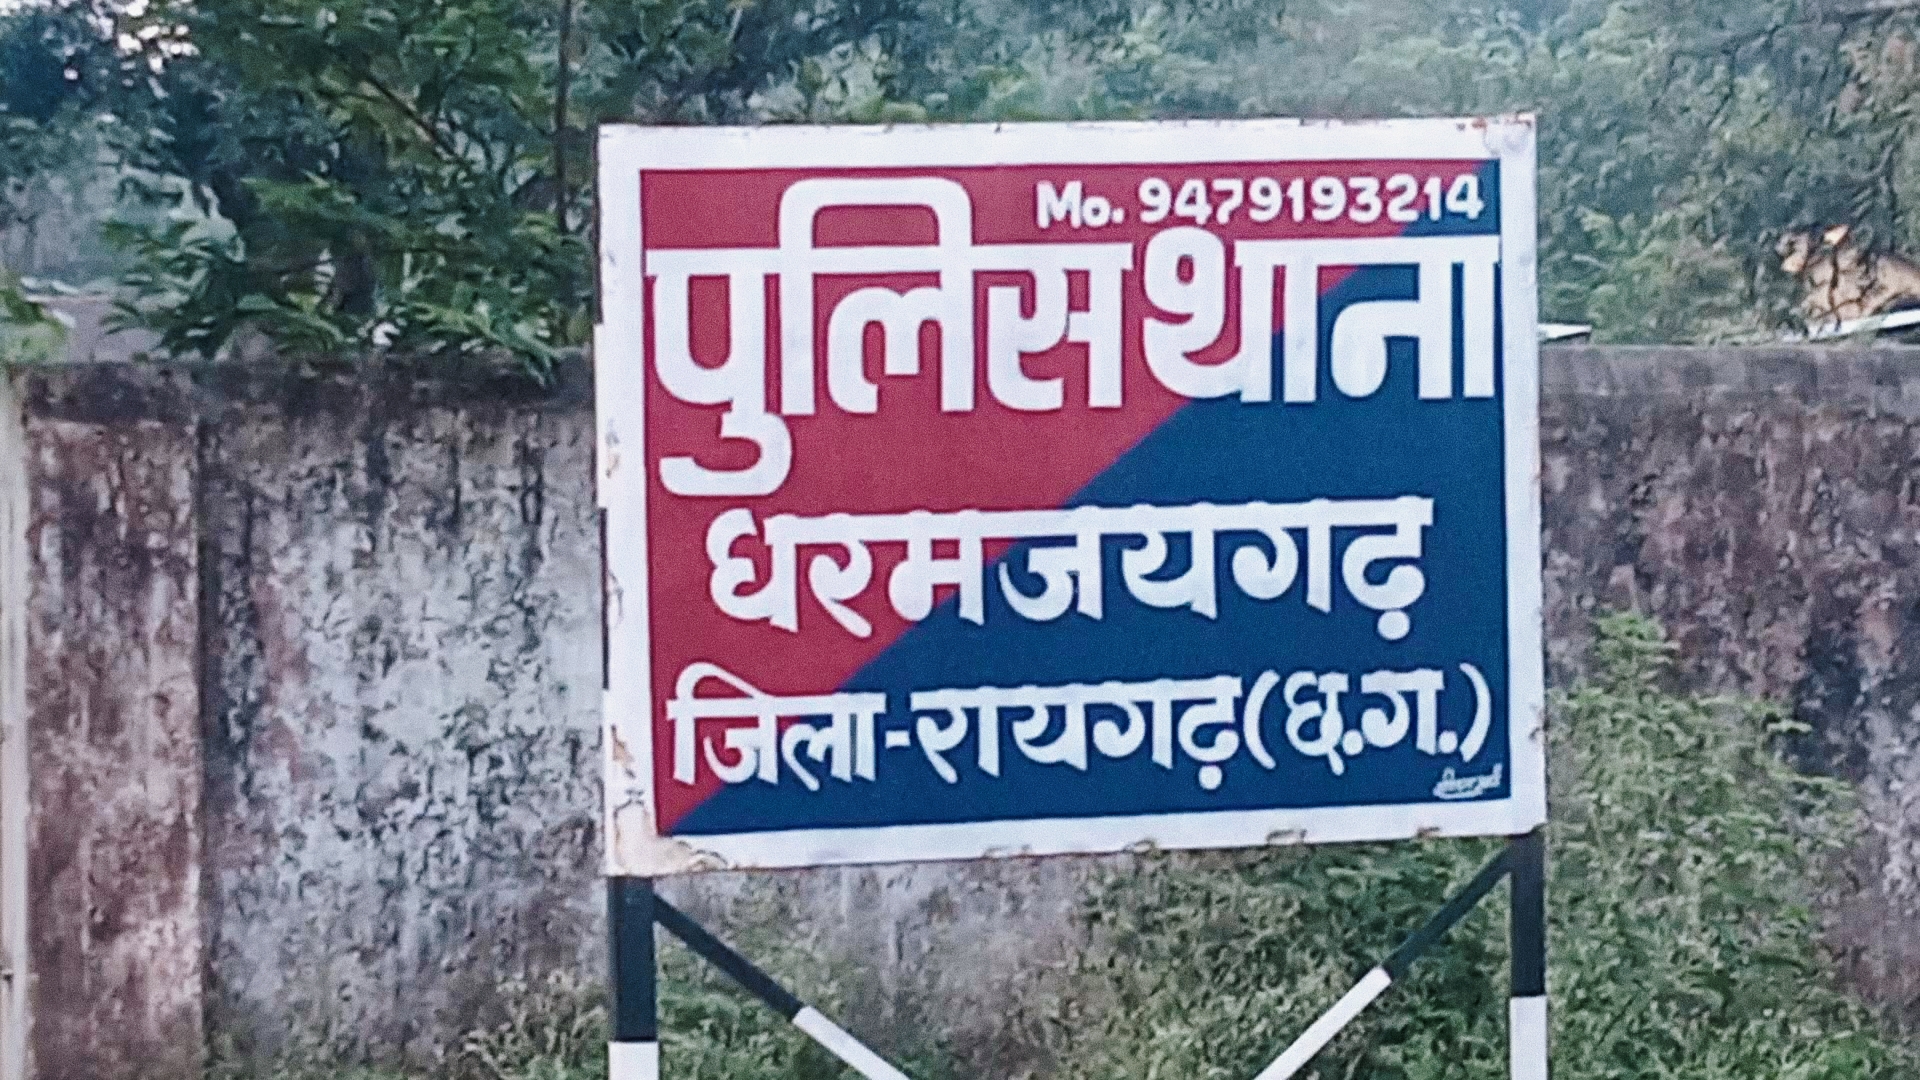 Mo. 9479193214
पुलिस थाना
धरमजयगढ़
जिला-रायगढ़(छ.ग.)